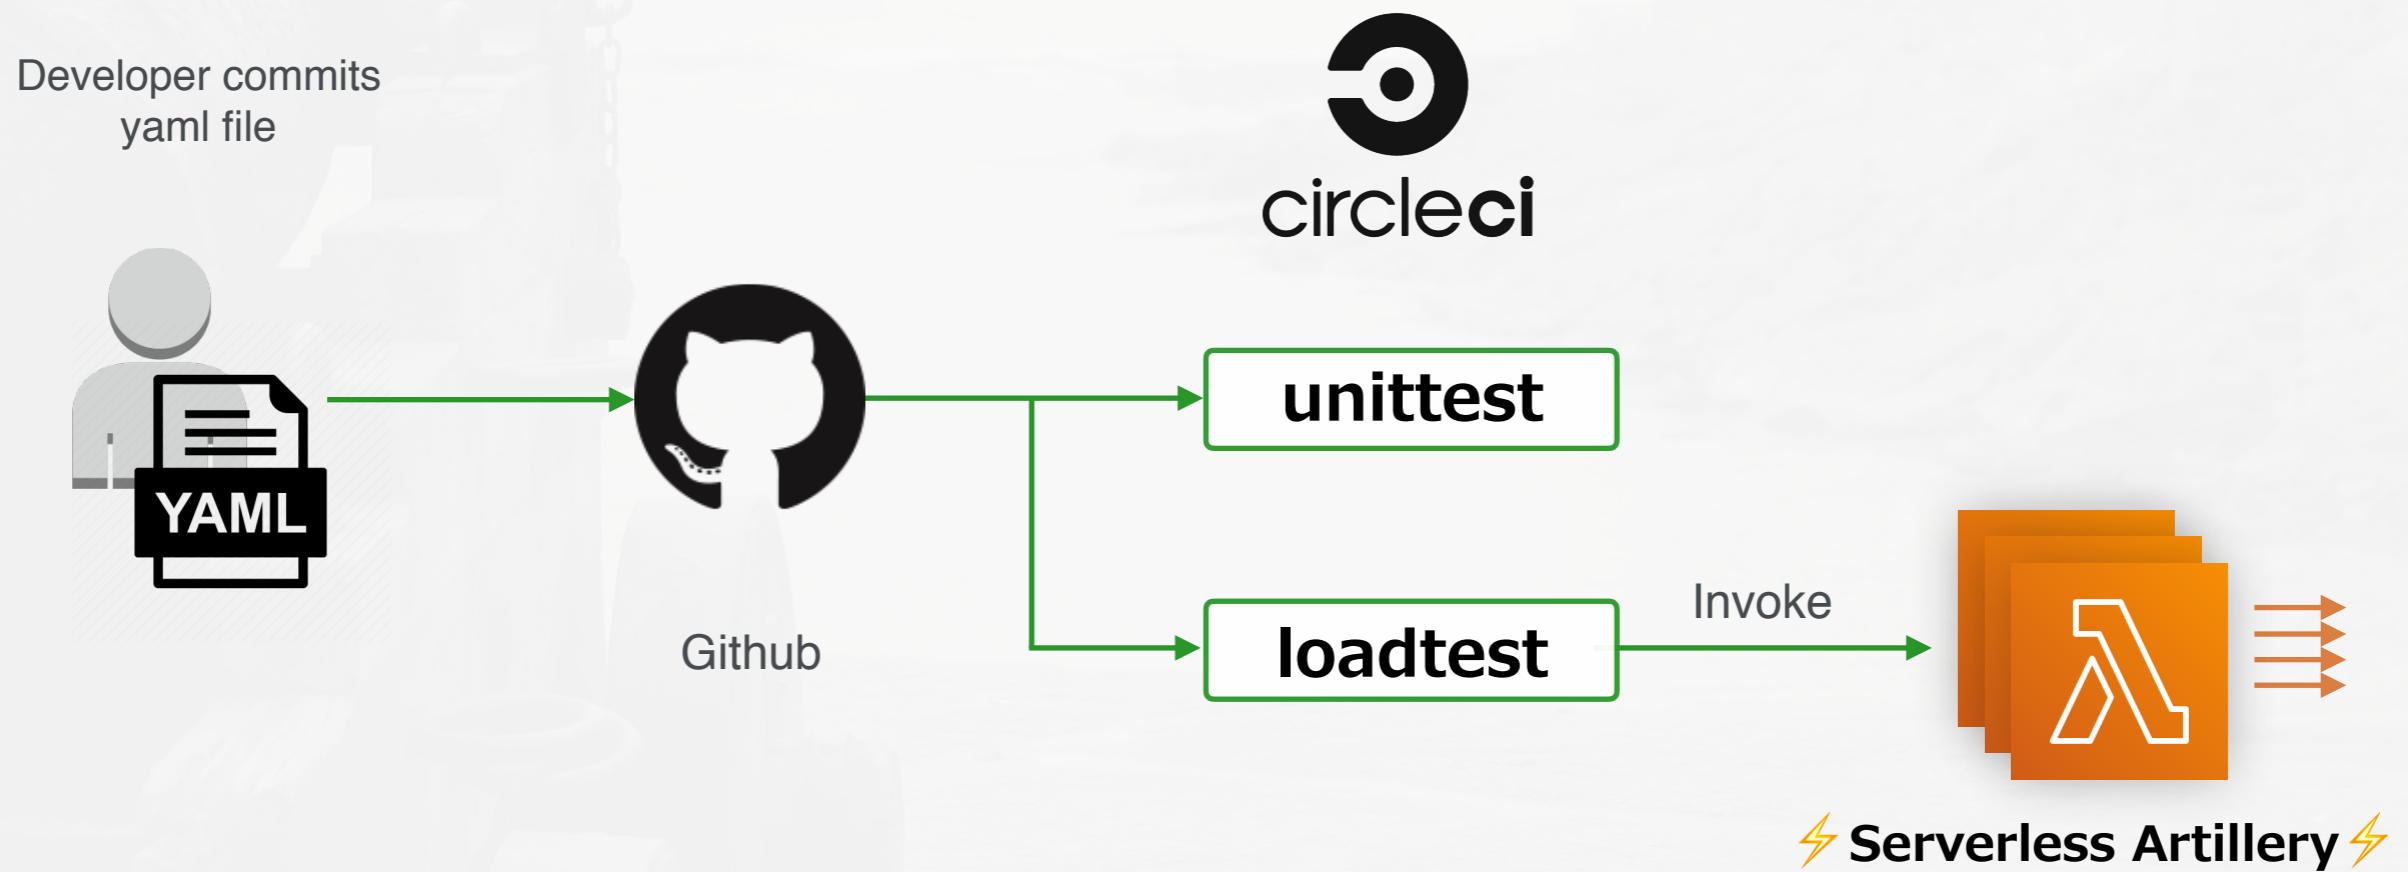 Developer commits
yaml file
circleci
YAML
Github
unittest
loadtest
Invoke
⚡Serverless Artillery⚡